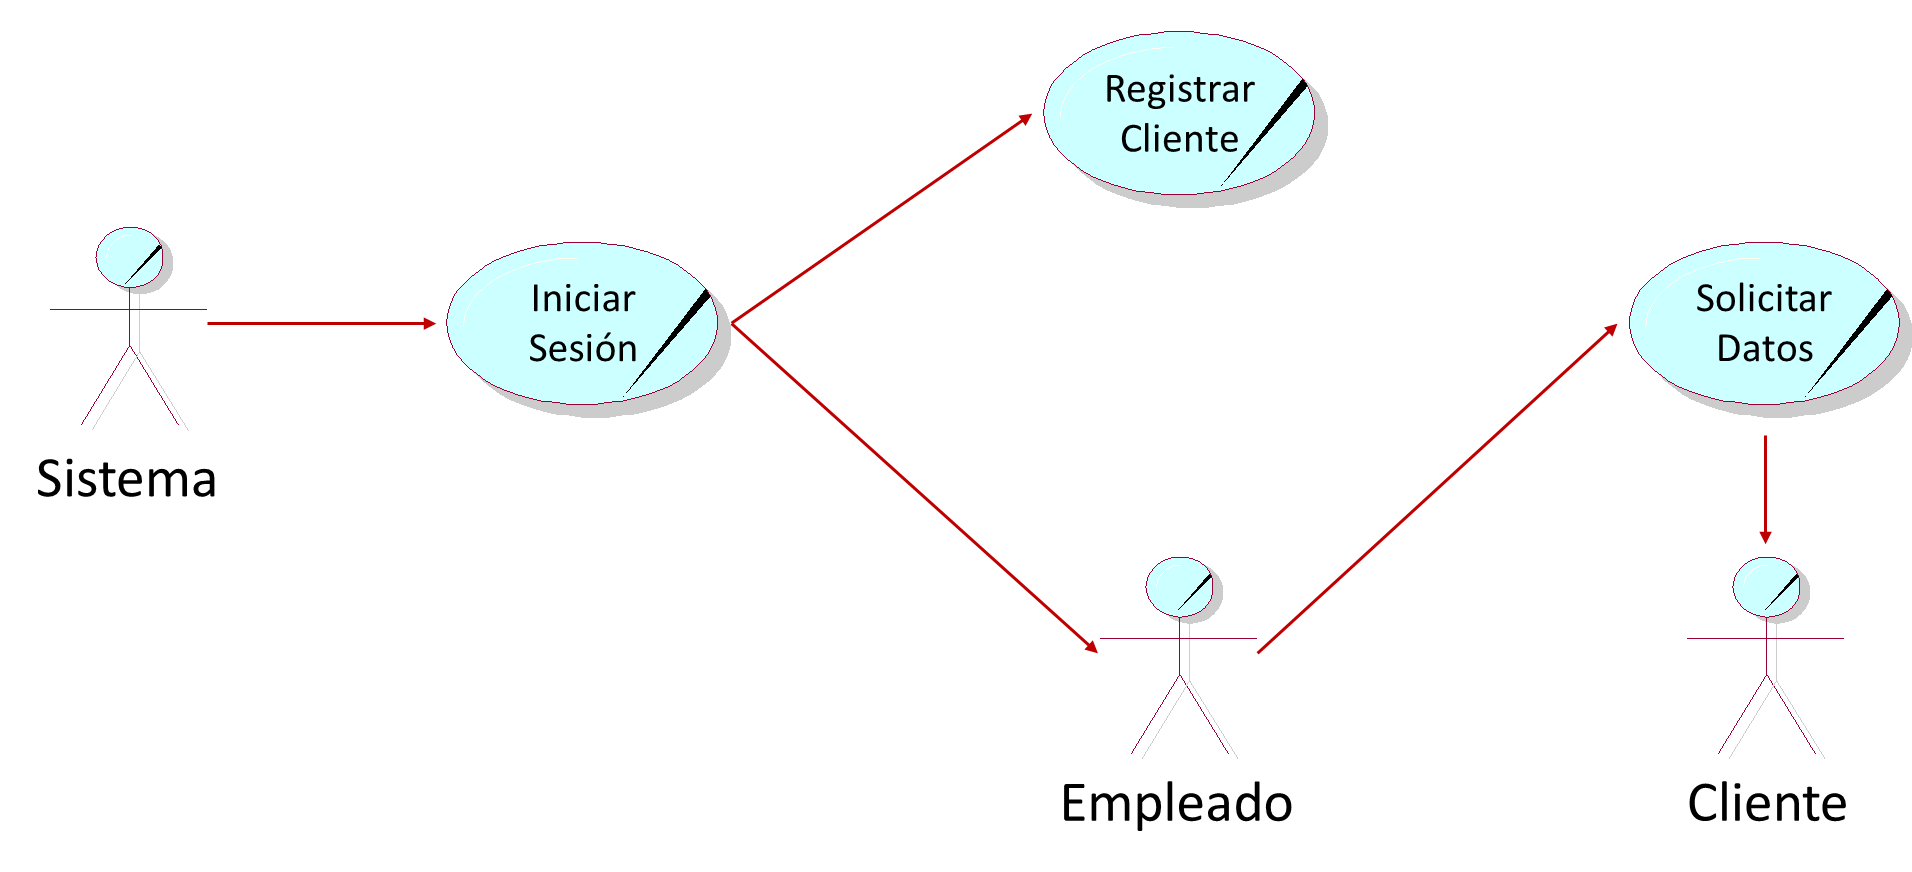 Registrar
Cliente
Iniciar
Sesión
Solicitar
Datos
Sistema
Empleado
Cliente